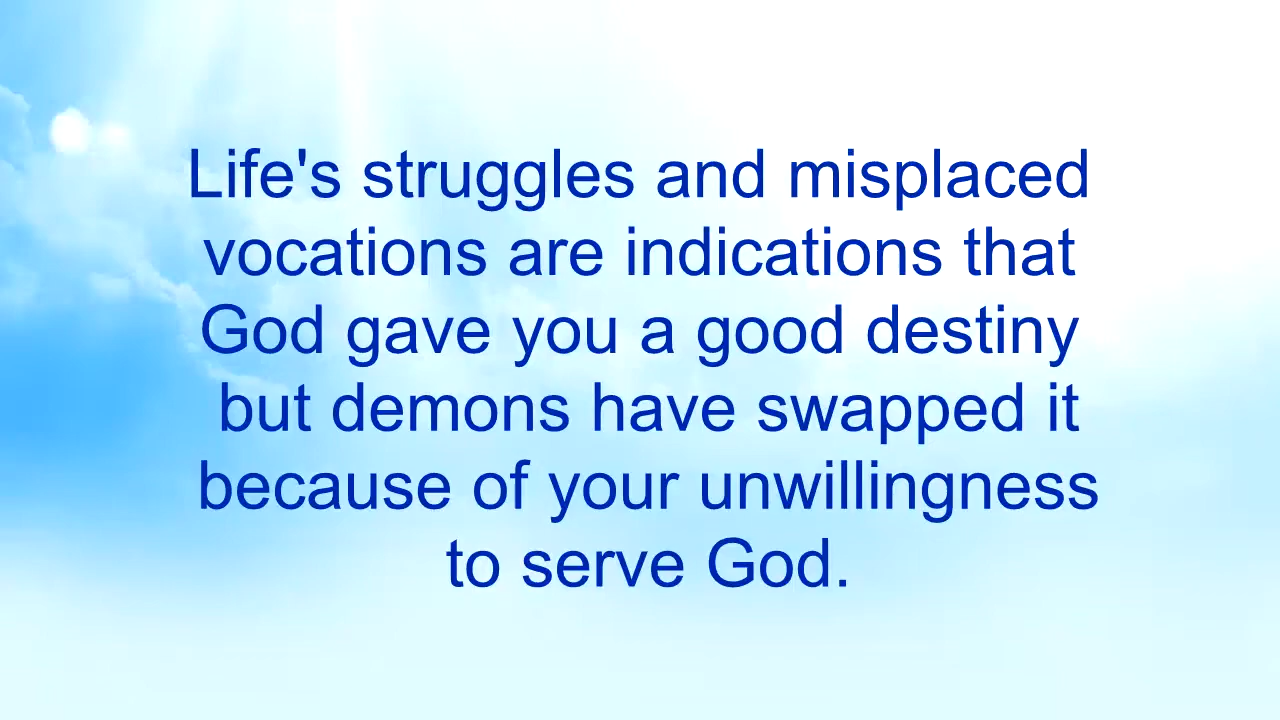 Life's struggles and misplaced
vocations are indications that
God gave you a good destiny
but demons have swapped it
because of your unwillingness
to serve God.